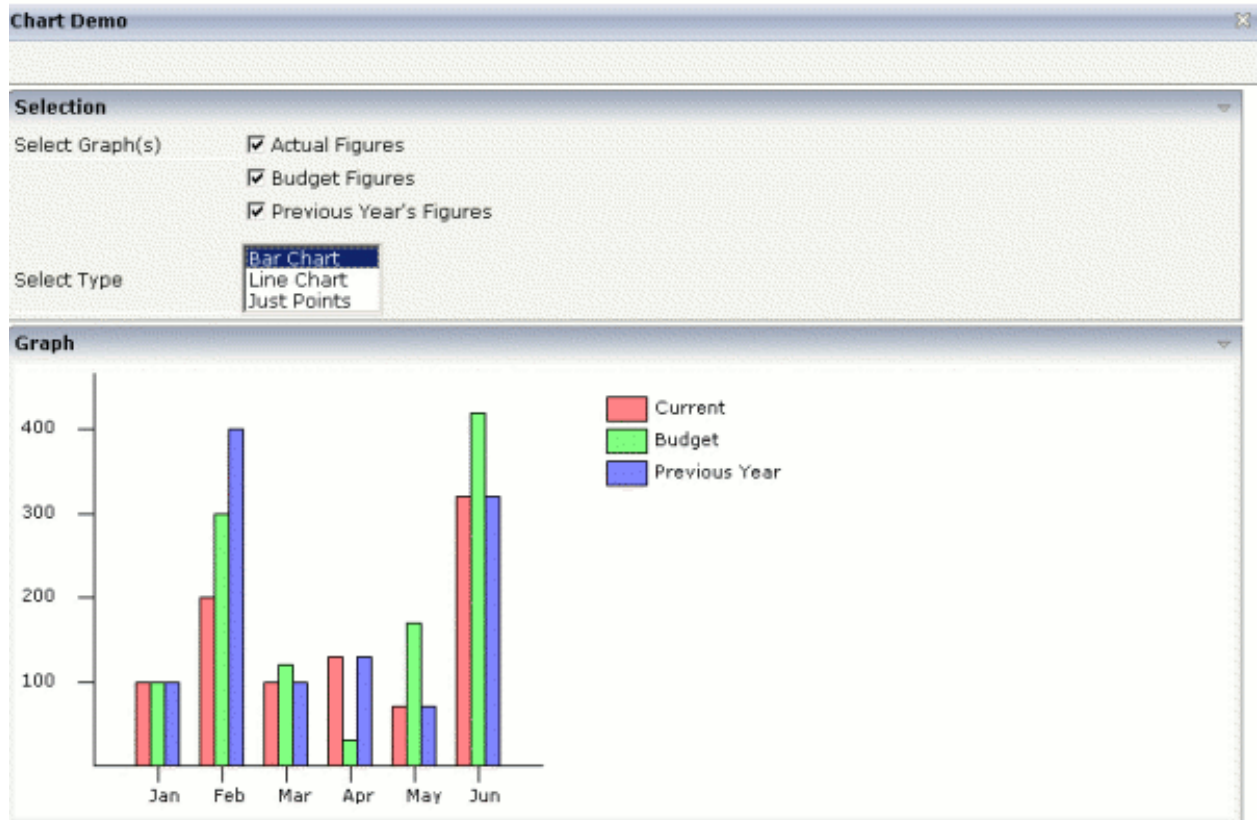 Chart Demo
Selection
Select Graph(s)
Actual Figures
Budget Figures
Previous Year's Figures
Select Type
Bar Chart
Line Chart
Just Points
Graph
Current
Budget
Previous Year
400
300
200
100
Jan Feb Mar Apr May Jun